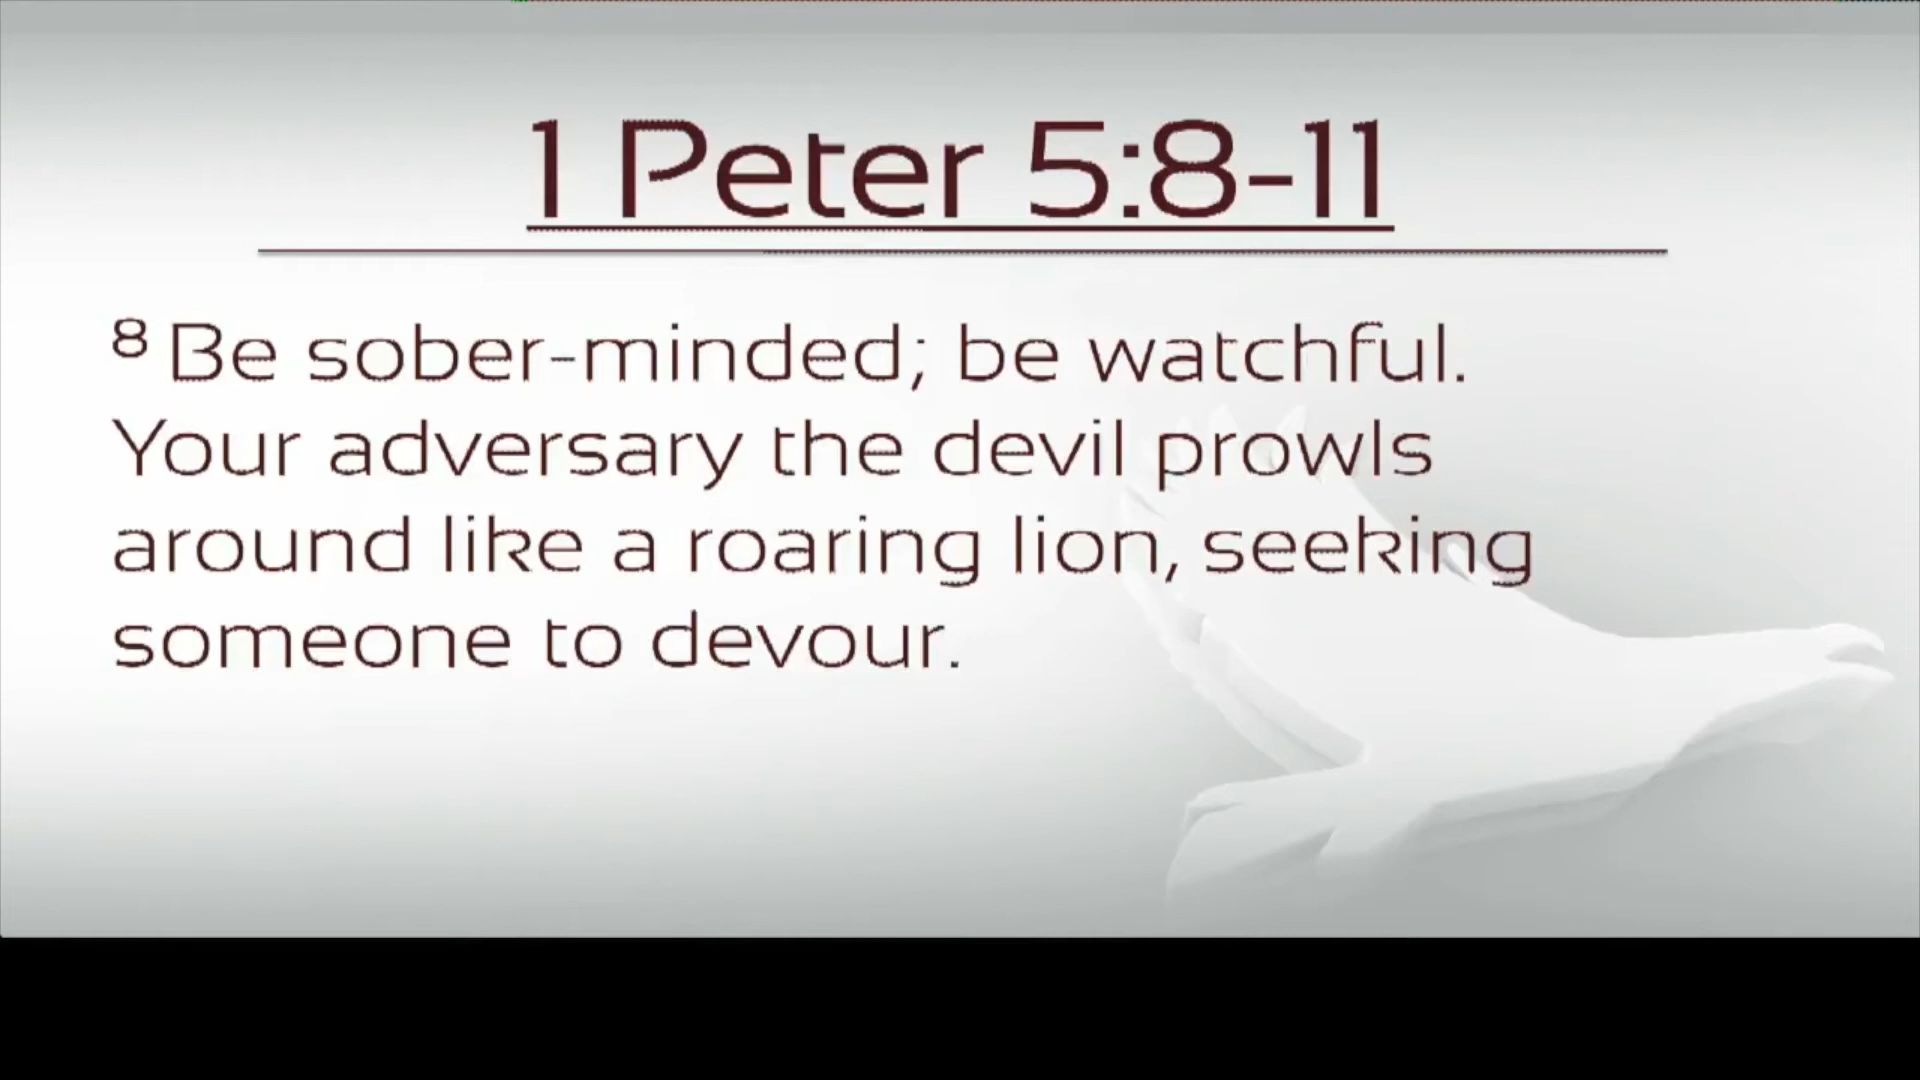 1 Peter 5:8-11
8 Be sober-minded; be watchful.
Your adversary the devil prowls
around like a roaring lion, seeking
someone to devour.